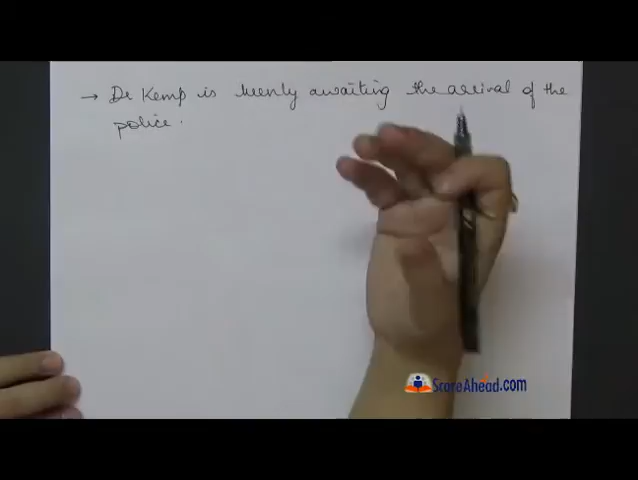 → Dr Kemp is keenly awaiting the arrival of the
police.
ScoreAhead.com